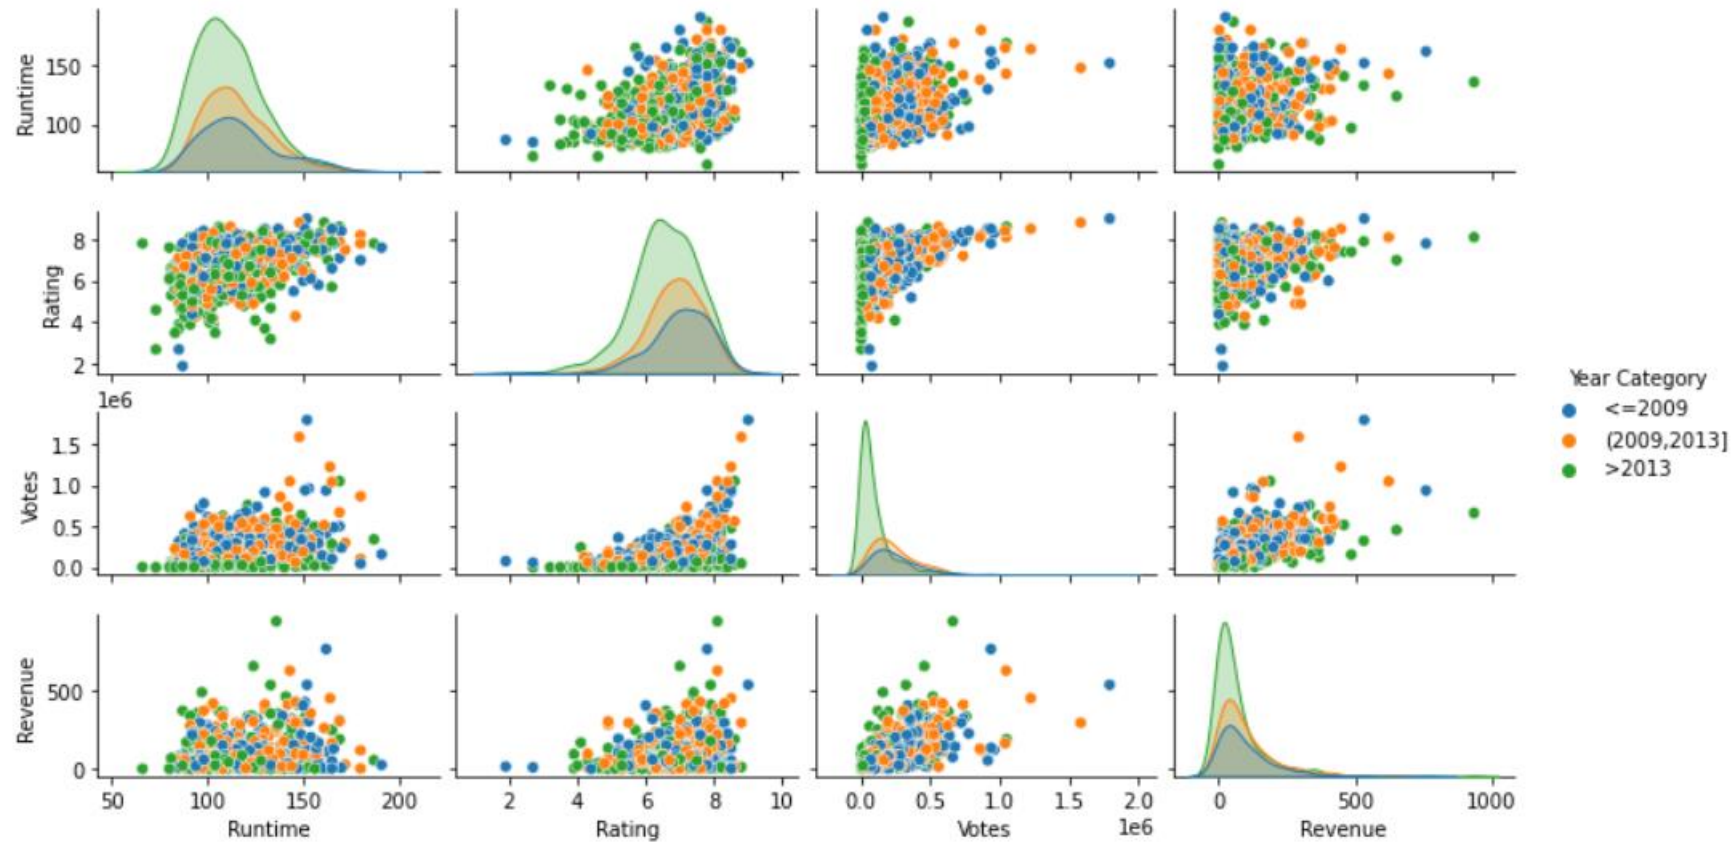 Runtime
150
100
Rating
8
6
4
2
1e6
Votes
1.5
1.0
0.5
0.0
Revenue
500
0
50 100 150 200
Runtime
2 4 6 8 10
Rating
0.0 0.5 1.0 1.5 2.0
Votes
1e6
0 500 1000
Revenue
Year Category
<=2009
(2009,2013]
>2013